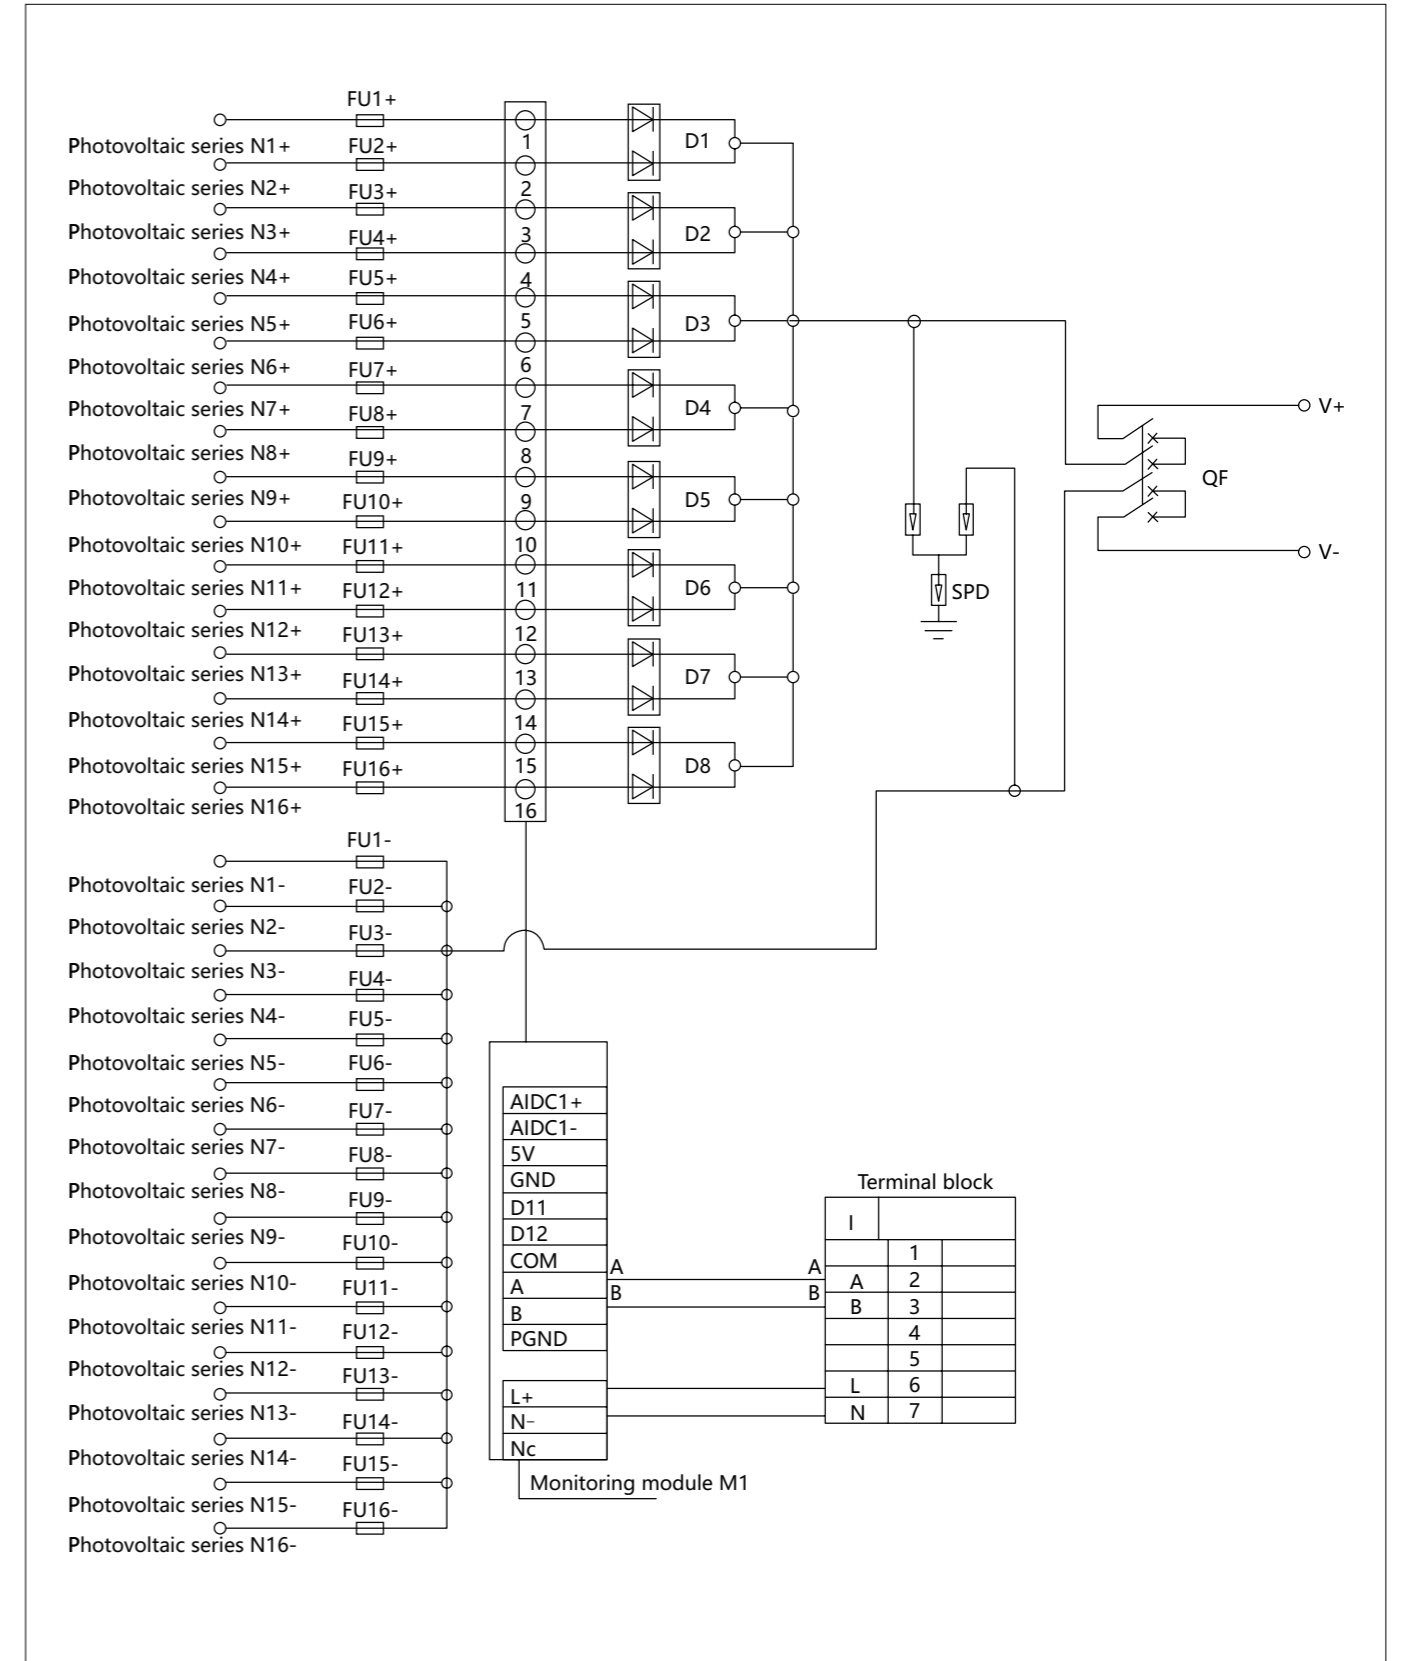 FU1+
Photovoltaic series N1+ FU2+ 1 D1
Photovoltaic series N2+ FU3+ 2
Photovoltaic series N3+ FU4+ 3 D2
Photovoltaic series N4+ FU5+ 4
Photovoltaic series N5+ FU6+ 5 D3
Photovoltaic series N6+ FU7+ 6
Photovoltaic series N7+ FU8+ 7 D4 V+
Photovoltaic series N8+ FU9+ 8
Photovoltaic series N9+ FU10+ 9 D5 QF
Photovoltaic series N10+ FU11+ 10 V-
Photovoltaic series N11+ FU12+ 11 D6 SPD
Photovoltaic series N12+ FU13+ 12
Photovoltaic series N13+ FU14+ 13 D7
Photovoltaic series N14+ FU15+ 14
Photovoltaic series N15+ FU16+ 15 D8
Photovoltaic series N16+ 16
FU1-
Photovoltaic series N1- FU2-
Photovoltaic series N2- FU3-
Photovoltaic series N3- FU4-
Photovoltaic series N4- FU5-
Photovoltaic series N5- FU6-
Photovoltaic series N6- FU7-
Photovoltaic series N7- FU8-
Photovoltaic series N8- FU9-
Photovoltaic series N9- FU10-
Photovoltaic series N10- FU11-
Photovoltaic series N11- FU12-
Photovoltaic series N12- FU13-
Photovoltaic series N13- FU14-
Photovoltaic series N14- FU15-
Photovoltaic series N15- FU16-
Photovoltaic series N16-
AIDC1+
AIDC1-
5V
GND
D11
D12
COM
A
B
PGND
L+
N-
Nc
Monitoring module M1
A A
B B
Terminal block
I
1
A 2
B 3
4
5
L 6
N 7